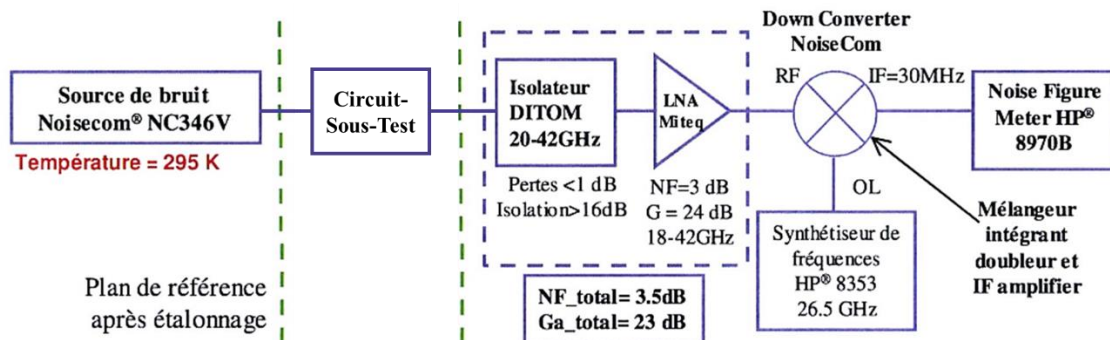 Source de bruit
Noisecom® NC346V
Température = 295 K
Plan de référence
après étalonnage
Circuit-
Sous-Test
Isolateur
DITOM
20-42GHz
Pertes <1 dB
Isolation>16dB
LNA
Miteq
NF=3 dB
G = 24 dB
18-42GHz
NF_total= 3.5dB
Ga_total= 23 dB
Down Converter
NoiseCom
RF
IF=30MHz
OL
Synthétiseur de
fréquences
HP® 8353
26.5 GHz
Noise Figure
Meter HP®
8970B
Mélangeur
intégrant
doubleur et
IF amplifier